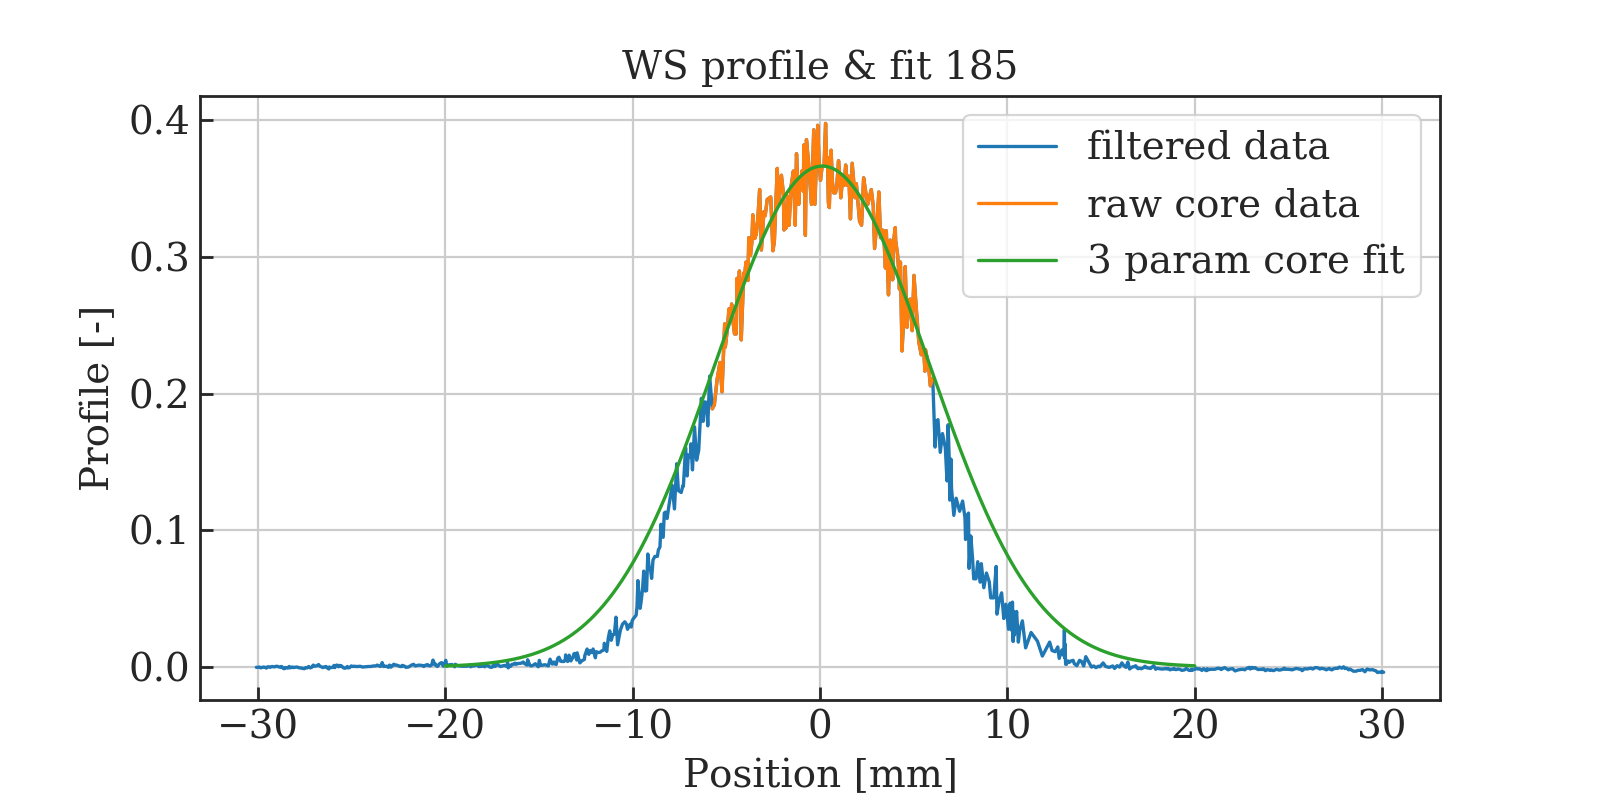 WS profile & fit 185
0.4
0.3
0.2
0.1
0.0
Profile [-]
filtered data
raw core data
3 param core fit
−30 −20 −10 0 10 20 30
Position [mm]